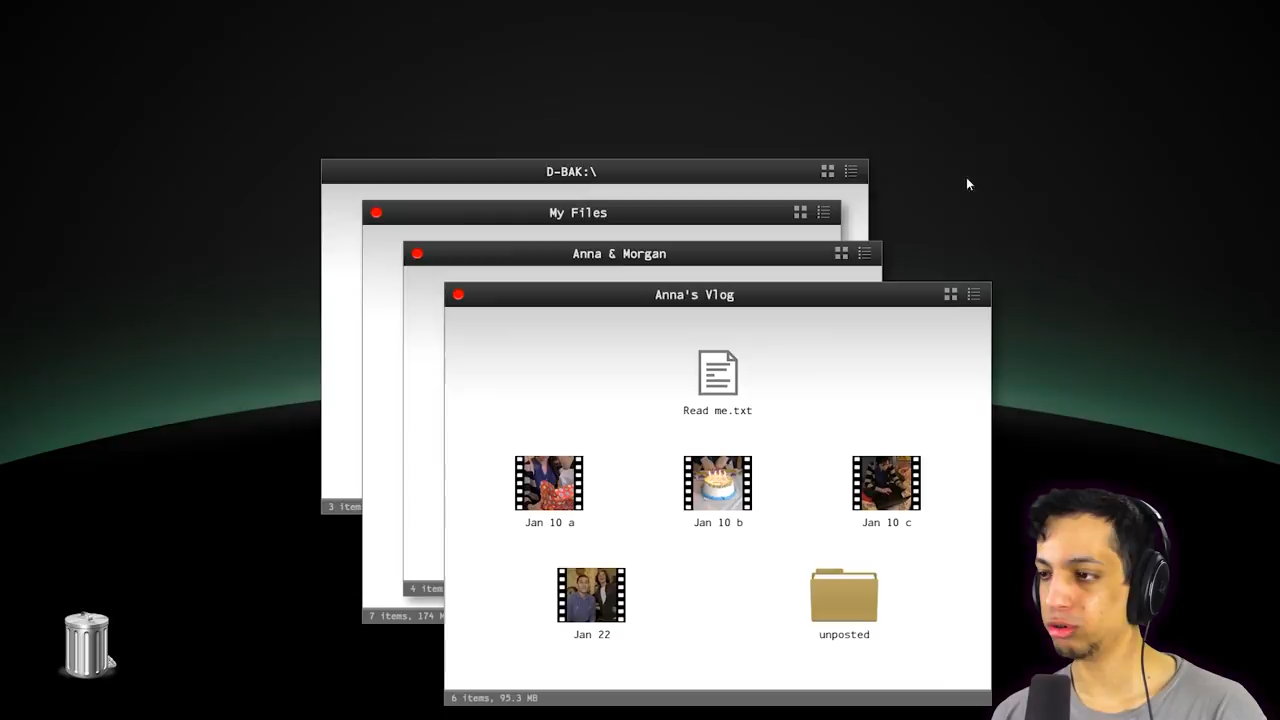 D-BAK:\
My Files
Anna & Morgan
Anna's Vlog
Read me.txt
Jan 10 a
Jan 10 b
Jan 10 c
Jan 22
unposted
3 item
4 item
7 items, 174 M
6 items, 95.3 MB